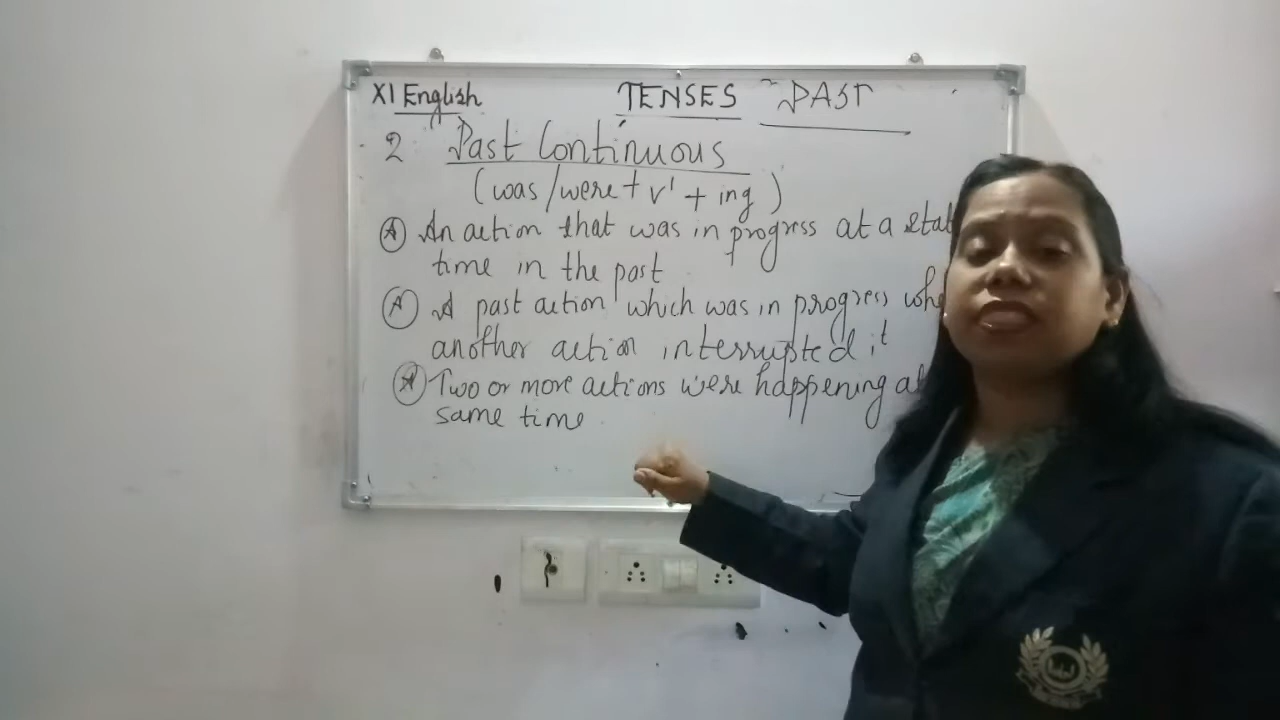 XI English
TENSES - PAST
2 Past Continuous
(was/were + V¹ + ing)
A An action that was in progress at a
time in the past
A A past action which was in progress
another action interrupted it
A Two or more actions were happening
same time